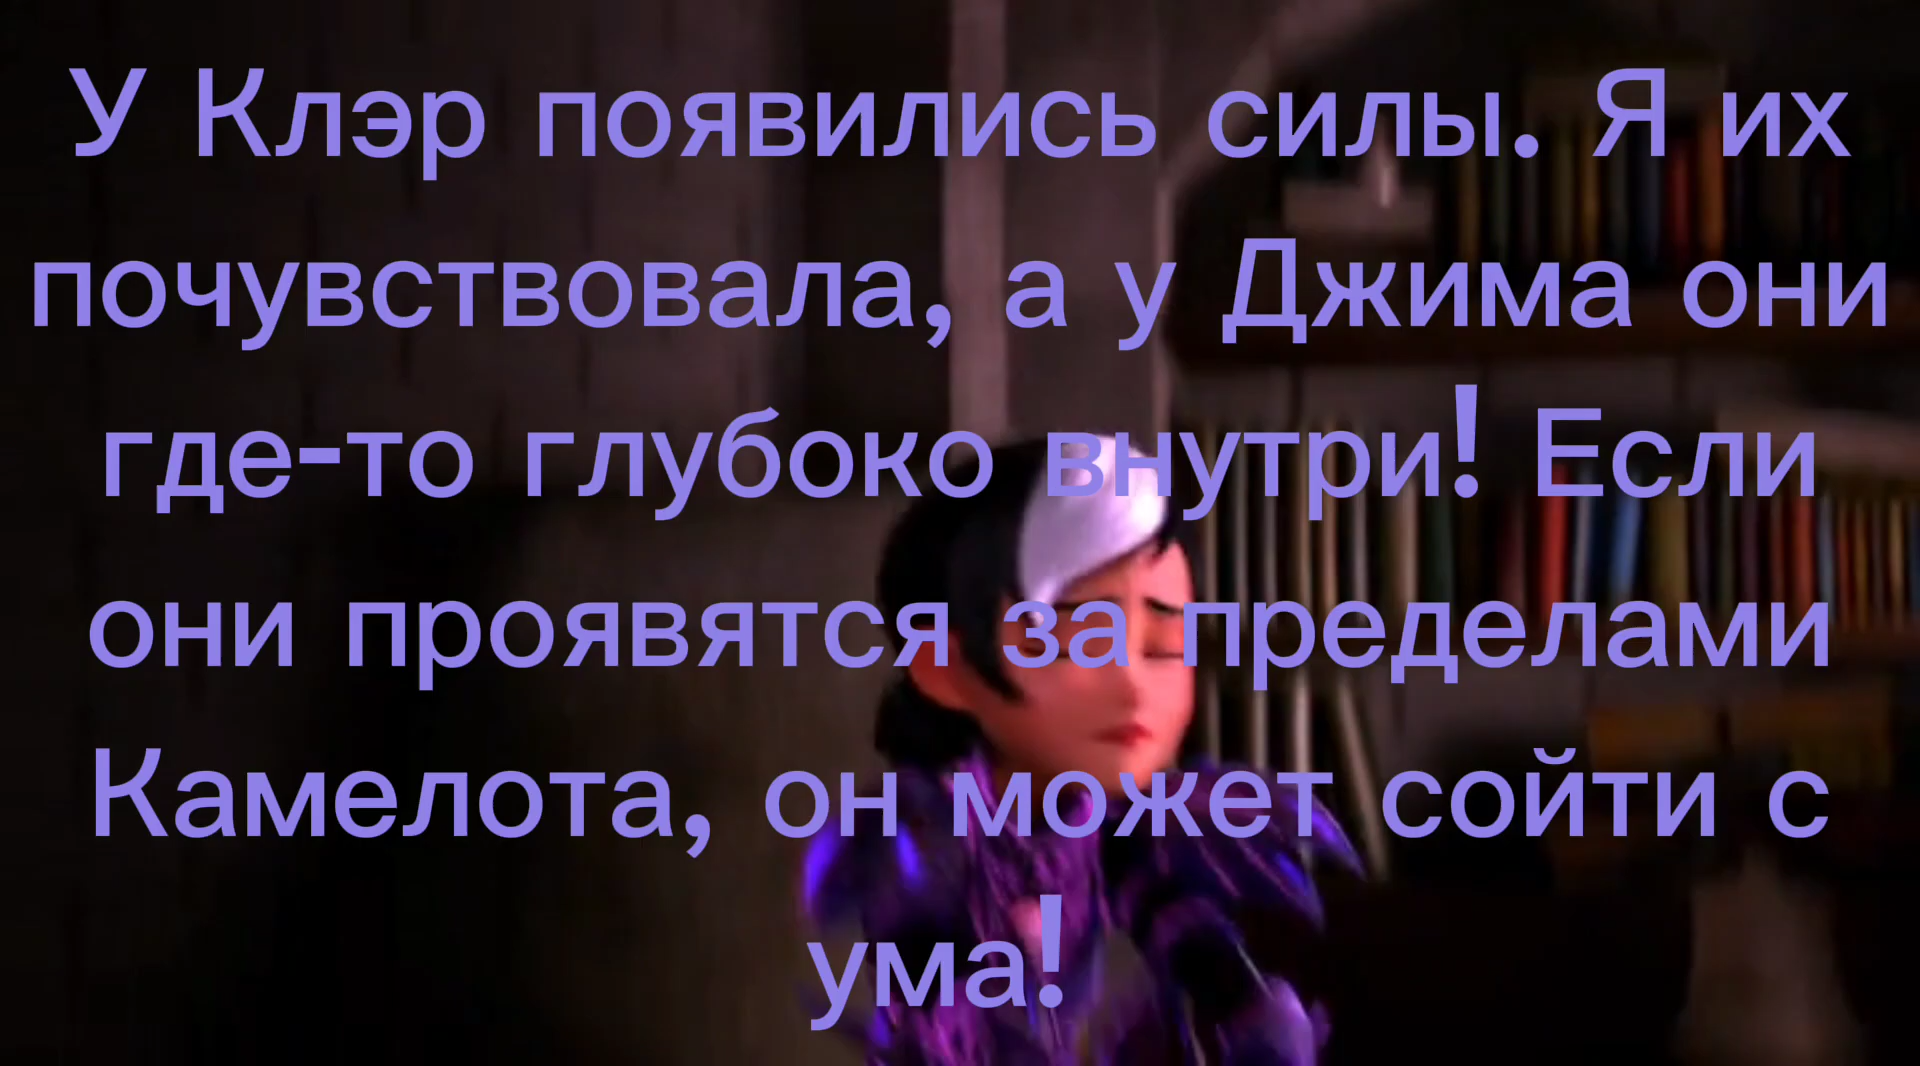 У Клэр появились силы. Я их
почувствовала, а у Джима они
где-то глубоко внутри! Если
они проявятся за пределами
Камелота, он может сойти с
ума!